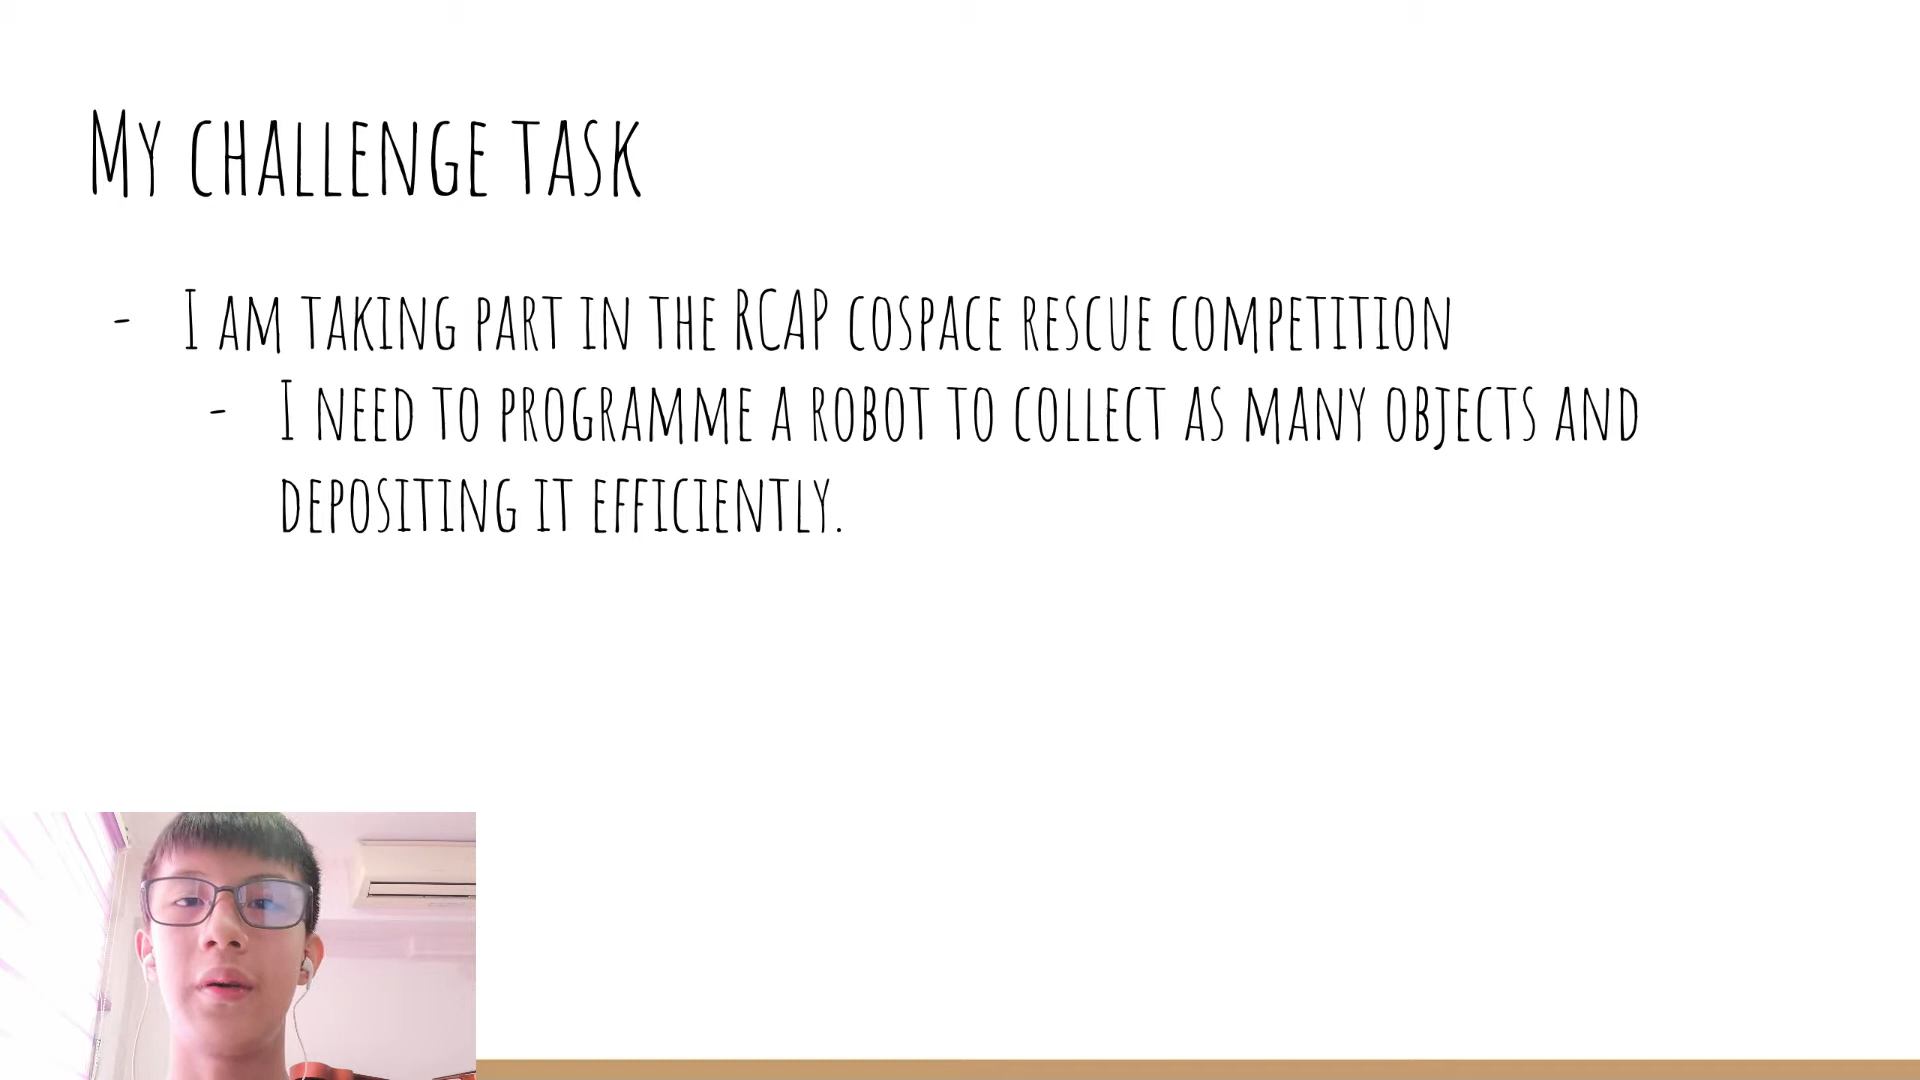 My challenge task
- I am taking part in the RCAP cospace rescue competition
- I need to programme a robot to collect as many objects and
depositing it efficiently.